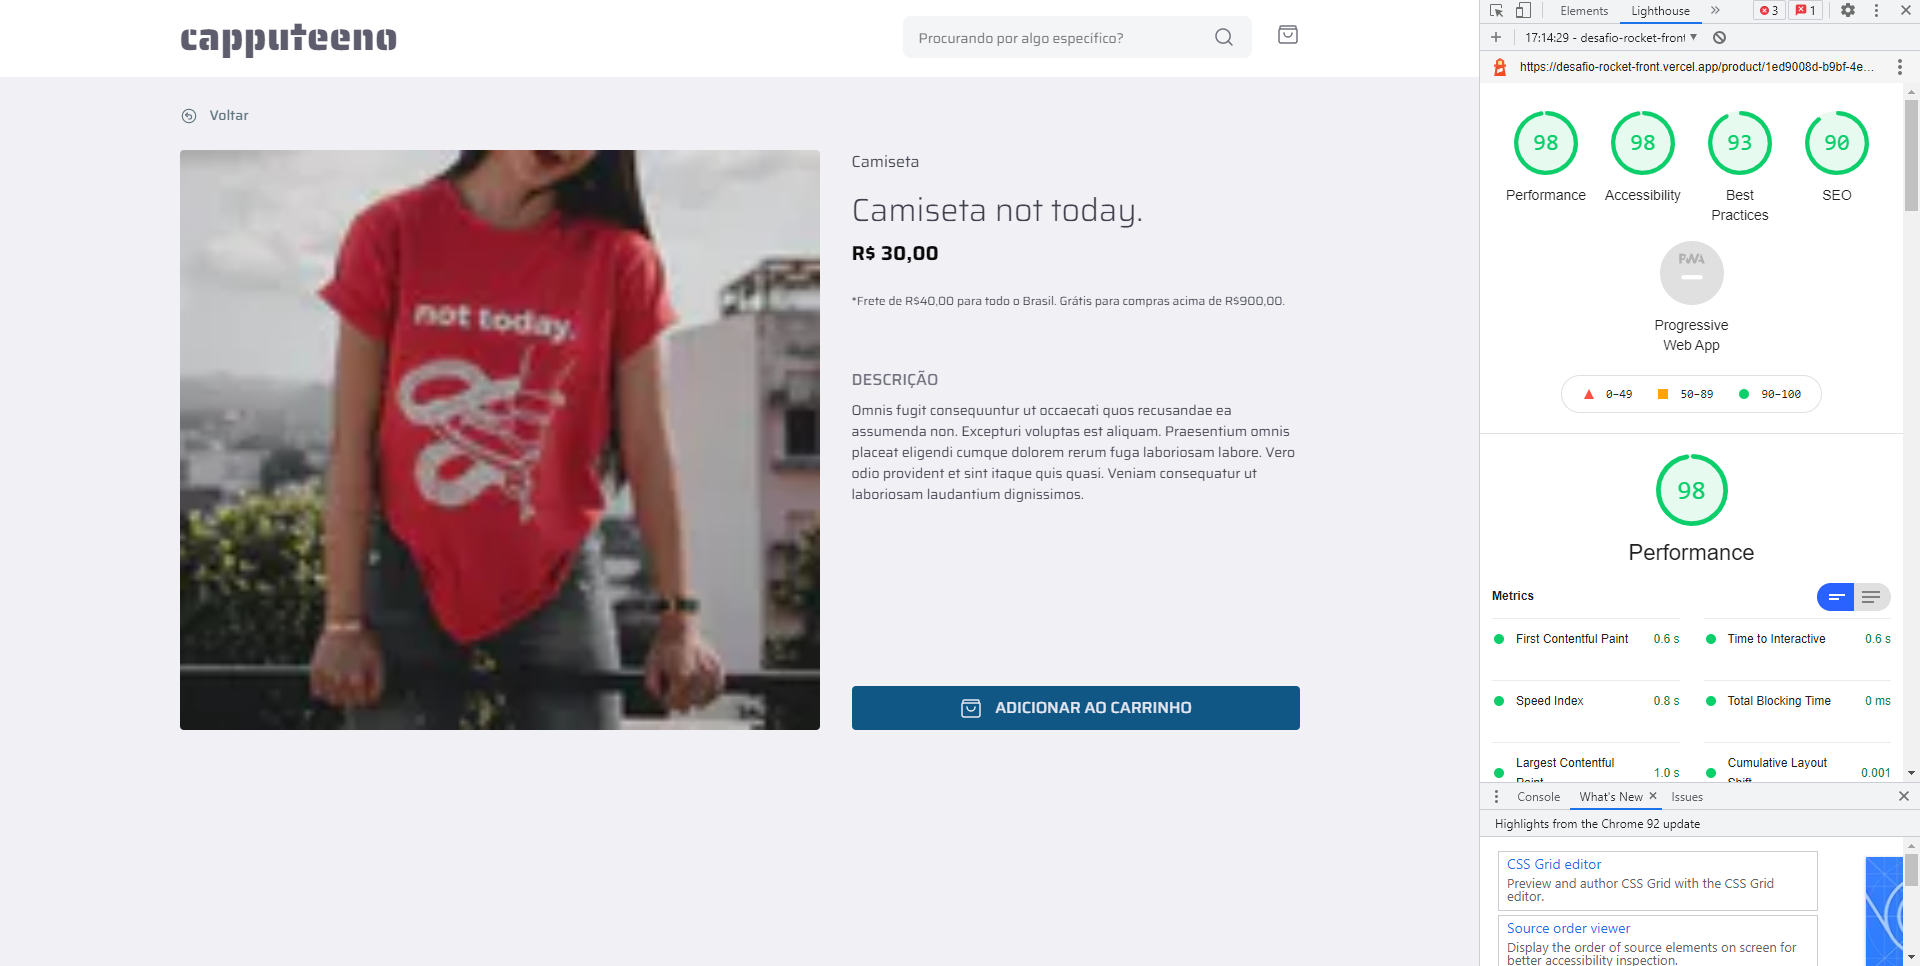 capputeeno
Procurando por algo específico?
Voltar
not today.
Camiseta
Camiseta not today.
R$ 30,00
*Frete de R$40,00 para todo o Brasil. Grátis para compras acima de R$900,00.
DESCRIÇÃO
Omnis fugit consequuntur ut occaecati quos recusandae ea
assumenda non. Excepturi voluptas est aliquam. Praesentium omnis
placeat eligendi cumque dolorem rerum fuga laboriosam labore. Vero
odio provident et sint itaque quis quasi. Veniam consequatur ut
laboriosam laudantium dignissimos.
ADICIONAR AO CARRINHO
Elements
Lighthouse
3
1
17:14:29 - desafio-rocket-front
https://desafio-rocket-front.vercel.app/product/1ed9008d-b9bf-4e...
98
Performance
98
Accessibility
93
Best
Practices
90
SEO
PWA
Progressive
Web App
0–49
50–89
90–100
98
Performance
Metrics
First Contentful Paint 0.6 s
Time to Interactive 0.6 s
Speed Index 0.8 s
Total Blocking Time 0 ms
Largest Contentful
Paint 1.0 s
Cumulative Layout
Shift 0.001
Console
What's New
Issues
Highlights from the Chrome 92 update
CSS Grid editor
Preview and author CSS Grid with the CSS Grid
editor.
Source order viewer
Display the order of source elements on screen for
better accessibility inspection.